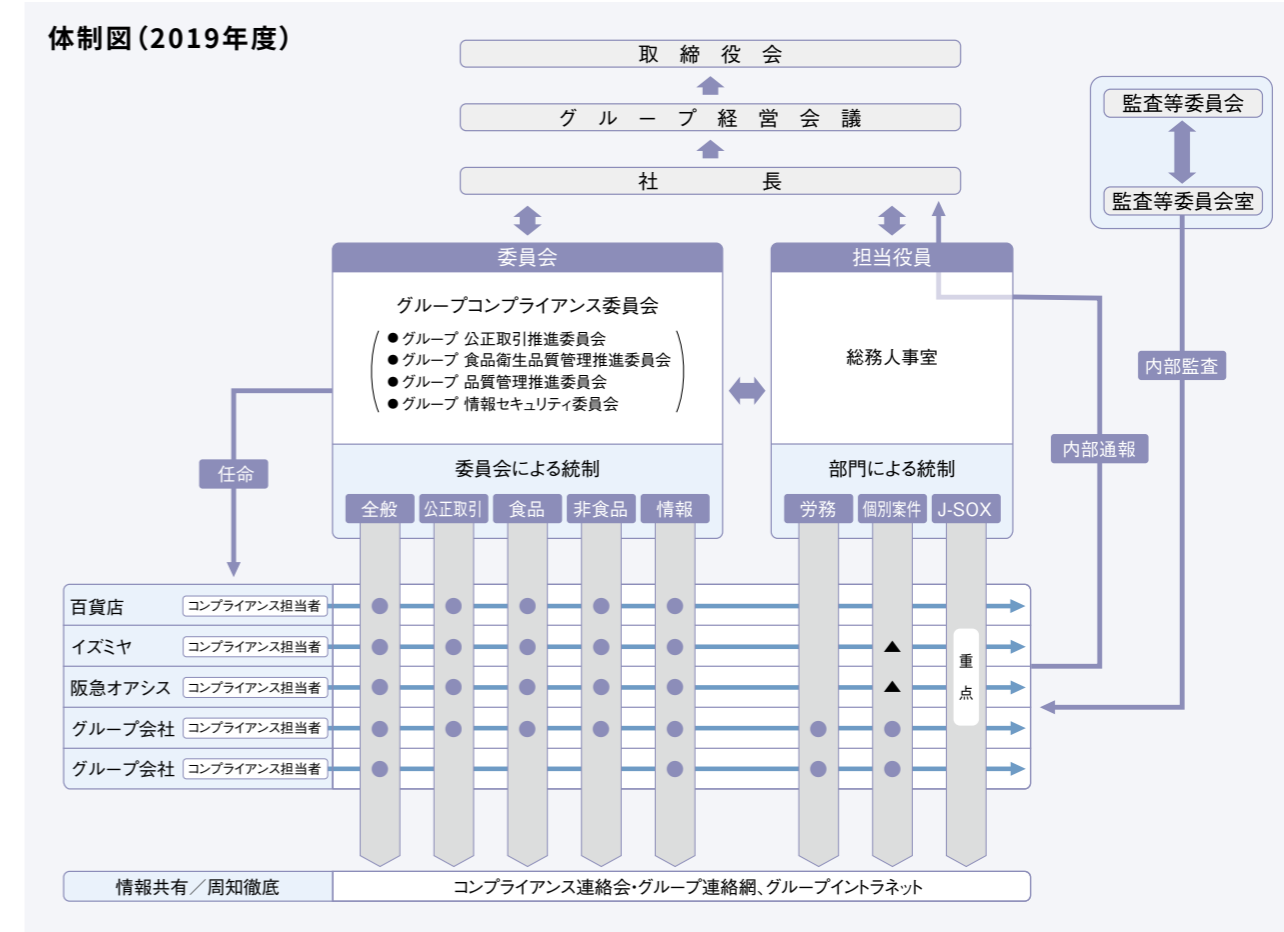 体制図(2019年度)
取締役会
グループ経営会議
社長
監査等委員会
監査等委員会室
委員会
グループコンプライアンス委員会
●グループ 公正取引推進委員会
●グループ 食品衛生品質管理推進委員会
●グループ 品質管理推進委員会
●グループ 情報セキュリティ委員会
担当役員
総務人事室
内部監査
内部通報
任命
委員会による統制
全般 公正取引 食品 非食品 情報
部門による統制
労務 個別案件 J-SOX
百貨店 コンプライアンス担当者
イズミヤ コンプライアンス担当者
阪急オアシス コンプライアンス担当者
グループ会社 コンプライアンス担当者
グループ会社 コンプライアンス担当者
重点
情報共有/周知徹底 コンプライアンス連絡会・グループ連絡網、グループイントラネット